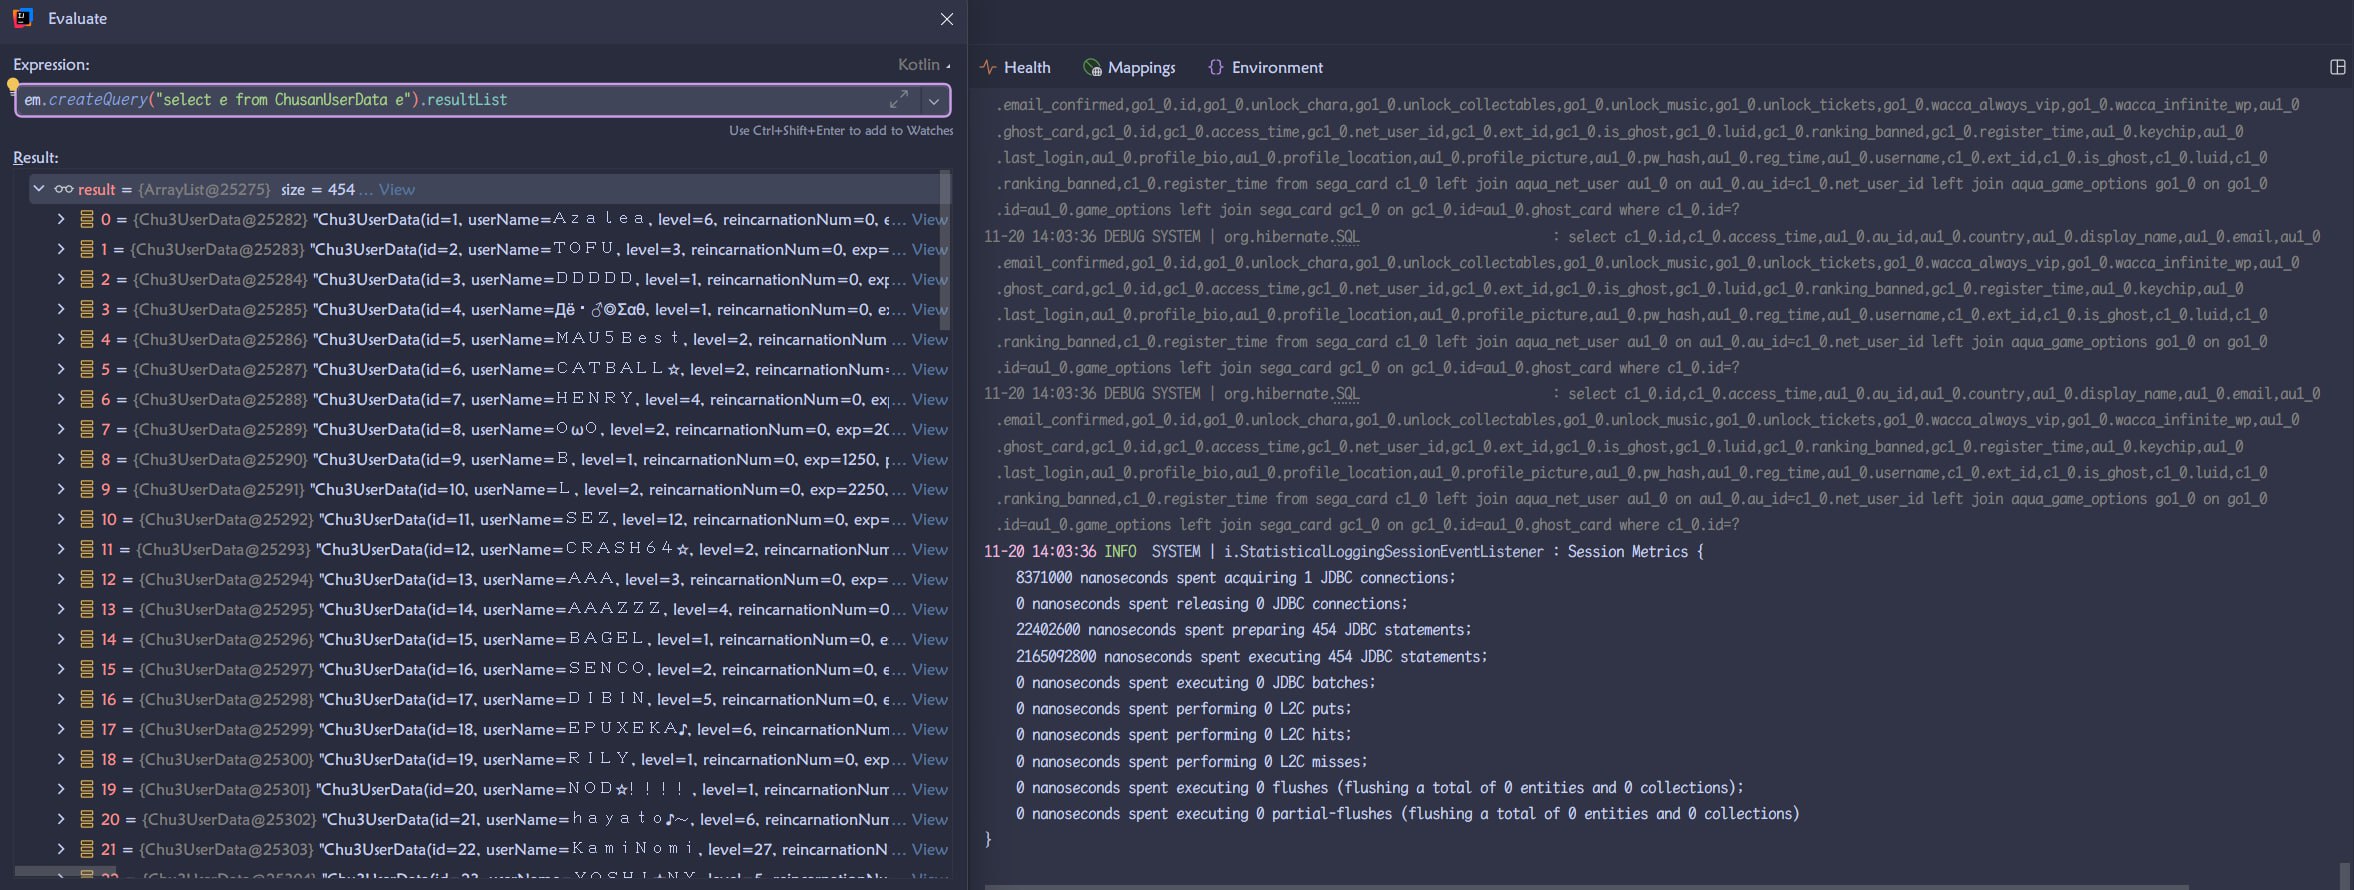 Evaluate
Expression:
Kotlin
em.createQuery("select e from ChusanUserData e").resultList
Use Ctrl+Shift+Enter to add to Watches
Result:
result = {ArrayList@25275} size = 454 ... View
0 = {Chu3UserData@25282} "Chu3UserData(id=1, userName=Ａｚａｌｅａ, level=6, reincarnationNum=0, e... View
1 = {Chu3UserData@25283} "Chu3UserData(id=2, userName=ＴＯＦＵ, level=3, reincarnationNum=0, exp=... View
2 = {Chu3UserData@25284} "Chu3UserData(id=3, userName=ＤＤＤＤＤ, level=1, reincarnationNum=0, exp... View
3 = {Chu3UserData@25285} "Chu3UserData(id=4, userName=Дё・♂◎Σαθ, level=1, reincarnationNum=0, e... View
4 = {Chu3UserData@25286} "Chu3UserData(id=5, userName=ＭＡＵ５Ｂｅｓｔ, level=2, reincarnationNum... View
5 = {Chu3UserData@25287} "Chu3UserData(id=6, userName=ＣＡＴＢＡＬＬ☆, level=2, reincarnationNum=... View
6 = {Chu3UserData@25288} "Chu3UserData(id=7, userName=ＨＥＮＲＹ, level=4, reincarnationNum=0, exp... View
7 = {Chu3UserData@25289} "Chu3UserData(id=8, userName=ＯωＯ, level=2, reincarnationNum=0, exp=20... View
8 = {Chu3UserData@25290} "Chu3UserData(id=9, userName=Ｂ, level=1, reincarnationNum=0, exp=1250, p... View
9 = {Chu3UserData@25291} "Chu3UserData(id=10, userName=Ｌ, level=2, reincarnationNum=0, exp=2250, ... View
10 = {Chu3UserData@25292} "Chu3UserData(id=11, userName=ＳＥＺ, level=12, reincarnationNum=0, exp=... View
11 = {Chu3UserData@25293} "Chu3UserData(id=12, userName=ＣＲＡＳＨ６４☆, level=2, reincarnationNum... View
12 = {Chu3UserData@25294} "Chu3UserData(id=13, userName=ＡＡＡ, level=3, reincarnationNum=0, exp=... View
13 = {Chu3UserData@25295} "Chu3UserData(id=14, userName=ＡＡＡＺＺＺ, level=4, reincarnationNum=0... View
14 = {Chu3UserData@25296} "Chu3UserData(id=15, userName=ＢＡＧＥＬ, level=1, reincarnationNum=0, e... View
15 = {Chu3UserData@25297} "Chu3UserData(id=16, userName=ＳＥＮＣＯ, level=2, reincarnationNum=0, e... View
16 = {Chu3UserData@25298} "Chu3UserData(id=17, userName=ＤＩＢＩＮ, level=5, reincarnationNum=0, e... View
17 = {Chu3UserData@25299} "Chu3UserData(id=18, userName=ＥＰＵＸＥＫＡ♪, level=6, reincarnationNum... View
18 = {Chu3UserData@25300} "Chu3UserData(id=19, userName=ＲＩＬＹ, level=1, reincarnationNum=0, exp... View
19 = {Chu3UserData@25301} "Chu3UserData(id=20, userName=ＮＯＤ☆！！！！, level=1, reincarnationNum... View
20 = {Chu3UserData@25302} "Chu3UserData(id=21, userName=ｈａｙａｔｏ♪～, level=6, reincarnationNum... View
21 = {Chu3UserData@25303} "Chu3UserData(id=22, userName=ＫａｍｉＮｏｍｉ, level=27, reincarnationN... View
Health
Mappings
Environment
.email_confirmed,go1_0.id,go1_0.unlock_chara,go1_0.unlock_collectables,go1_0.unlock_music,go1_0.unlock_tickets,go1_0.wacca_always_vip,go1_0.wacca_infinite_wp,au1_0
.ghost_card,gc1_0.id,gc1_0.access_time,gc1_0.net_user_id,gc1_0.ext_id,gc1_0.is_ghost,gc1_0.luid,gc1_0.ranking_banned,gc1_0.register_time,au1_0.keychip,au1_0
.last_login,au1_0.profile_bio,au1_0.profile_location,au1_0.profile_picture,au1_0.pw_hash,au1_0.reg_time,au1_0.username,c1_0.ext_id,c1_0.is_ghost,c1_0.luid,c1_0
.ranking_banned,c1_0.register_time from sega_card c1_0 left join aqua_net_user au1_0 on au1_0.au_id=c1_0.net_user_id left join aqua_game_options go1_0 on go1_0
.id=au1_0.game_options left join sega_card gc1_0 on gc1_0.id=au1_0.ghost_card where c1_0.id=?
11-20 14:03:36 DEBUG SYSTEM | org.hibernate.SQL : select c1_0.id,c1_0.access_time,au1_0.au_id,au1_0.country,au1_0.display_name,au1_0.email,au1_0
.email_confirmed,go1_0.id,go1_0.unlock_chara,go1_0.unlock_collectables,go1_0.unlock_music,go1_0.unlock_tickets,go1_0.wacca_always_vip,go1_0.wacca_infinite_wp,au1_0
.ghost_card,gc1_0.id,gc1_0.access_time,gc1_0.net_user_id,gc1_0.ext_id,gc1_0.is_ghost,gc1_0.luid,gc1_0.ranking_banned,gc1_0.register_time,au1_0.keychip,au1_0
.last_login,au1_0.profile_bio,au1_0.profile_location,au1_0.profile_picture,au1_0.pw_hash,au1_0.reg_time,au1_0.username,c1_0.ext_id,c1_0.is_ghost,c1_0.luid,c1_0
.ranking_banned,c1_0.register_time from sega_card c1_0 left join aqua_net_user au1_0 on au1_0.au_id=c1_0.net_user_id left join aqua_game_options go1_0 on go1_0
.id=au1_0.game_options left join sega_card gc1_0 on gc1_0.id=au1_0.ghost_card where c1_0.id=?
11-20 14:03:36 DEBUG SYSTEM | org.hibernate.SQL : select c1_0.id,c1_0.access_time,au1_0.au_id,au1_0.country,au1_0.display_name,au1_0.email,au1_0
.email_confirmed,go1_0.id,go1_0.unlock_chara,go1_0.unlock_collectables,go1_0.unlock_music,go1_0.unlock_tickets,go1_0.wacca_always_vip,go1_0.wacca_infinite_wp,au1_0
.ghost_card,gc1_0.id,gc1_0.access_time,gc1_0.net_user_id,gc1_0.ext_id,gc1_0.is_ghost,gc1_0.luid,gc1_0.ranking_banned,gc1_0.register_time,au1_0.keychip,au1_0
.last_login,au1_0.profile_bio,au1_0.profile_location,au1_0.profile_picture,au1_0.pw_hash,au1_0.reg_time,au1_0.username,c1_0.ext_id,c1_0.is_ghost,c1_0.luid,c1_0
.ranking_banned,c1_0.register_time from sega_card c1_0 left join aqua_net_user au1_0 on au1_0.au_id=c1_0.net_user_id left join aqua_game_options go1_0 on go1_0
.id=au1_0.game_options left join sega_card gc1_0 on gc1_0.id=au1_0.ghost_card where c1_0.id=?
11-20 14:03:36 INFO SYSTEM | i.StatisticalLoggingSessionEventListener : Session Metrics {
8371000 nanoseconds spent acquiring 1 JDBC connections;
0 nanoseconds spent releasing 0 JDBC connections;
22402600 nanoseconds spent preparing 454 JDBC statements;
2165092800 nanoseconds spent executing 454 JDBC statements;
0 nanoseconds spent executing 0 JDBC batches;
0 nanoseconds spent performing 0 L2C puts;
0 nanoseconds spent performing 0 L2C hits;
0 nanoseconds spent performing 0 L2C misses;
0 nanoseconds spent executing 0 flushes (flushing a total of 0 entities and 0 collections);
0 nanoseconds spent executing 0 partial-flushes (flushing a total of 0 entities and 0 collections)
}